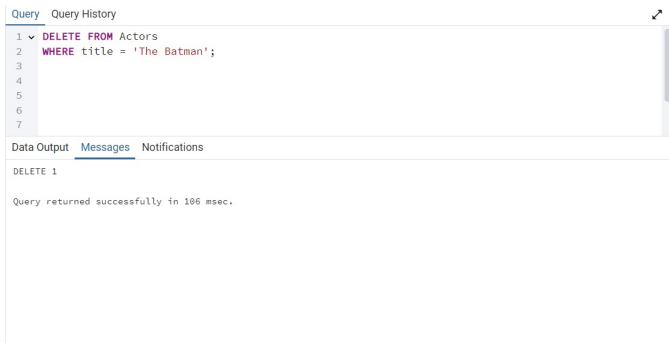 Query Query History
1 DELETE FROM Actors
2 WHERE title = 'The Batman';
3
4
5
6
7
Data Output Messages Notifications
DELETE 1
Query returned successfully in 106 msec.